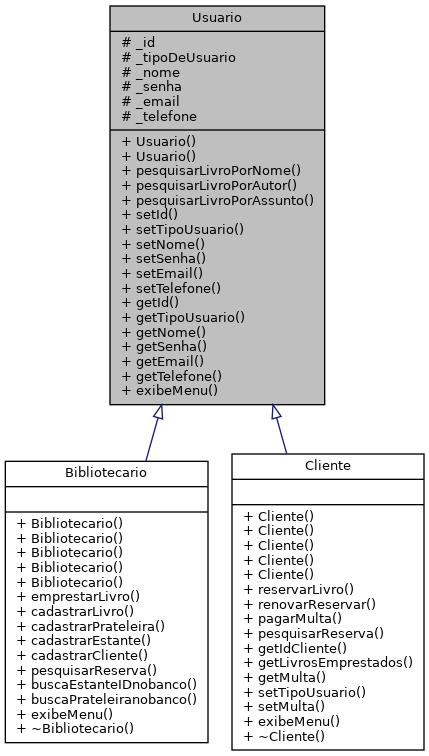 Usuario
# _id
# _tipoDeUsuario
# _nome
# _senha
# _email
# _telefone
+ Usuario()
+ Usuario()
+ pesquisarLivroPorNome()
+ pesquisarLivroPorAutor()
+ pesquisarLivroPorAssunto()
+ setId()
+ setTipoUsuario()
+ setNome()
+ setSenha()
+ setEmail()
+ setTelefone()
+ getId()
+ getTipoUsuario()
+ getNome()
+ getSenha()
+ getEmail()
+ getTelefone()
+ exibeMenu()
Bibliotecario
+ Bibliotecario()
+ Bibliotecario()
+ Bibliotecario()
+ Bibliotecario()
+ Bibliotecario()
+ emprestarLivro()
+ cadastrarLivro()
+ cadastrarPrateleira()
+ cadastrarEstante()
+ cadastrarCliente()
+ pesquisarReserva()
+ buscaEstanteIDnobanco()
+ buscaPrateleiranobanco()
+ exibeMenu()
+ ~Bibliotecario()
Cliente
+ Cliente()
+ Cliente()
+ Cliente()
+ Cliente()
+ Cliente()
+ reservarLivro()
+ renovarReservar()
+ pagarMulta()
+ pesquisarReserva()
+ getIdCliente()
+ getLivrosEmprestados()
+ getMulta()
+ setTipoUsuario()
+ setMulta()
+ exibeMenu()
+ ~Cliente()